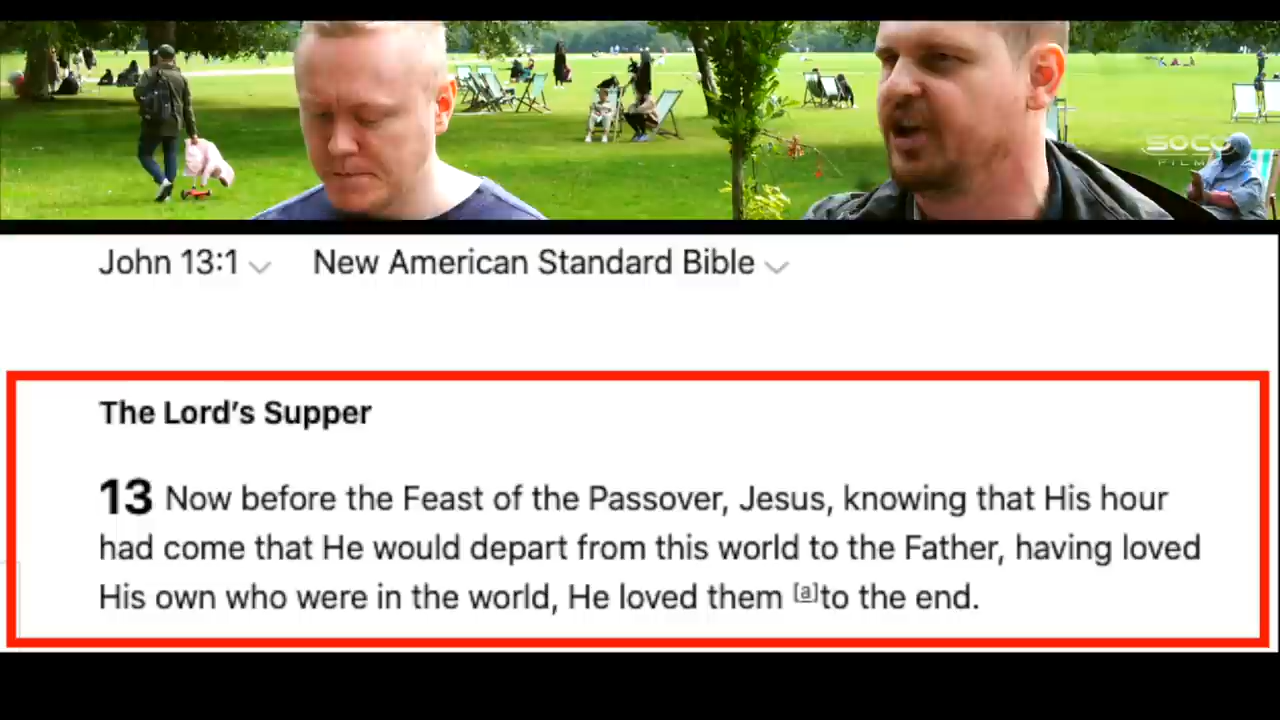 SOCO
FILMS
John 13:1 New American Standard Bible
The Lord's Supper
13 Now before the Feast of the Passover, Jesus, knowing that His hour
had come that He would depart from this world to the Father, having loved
His own who were in the world, He loved them [a]to the end.